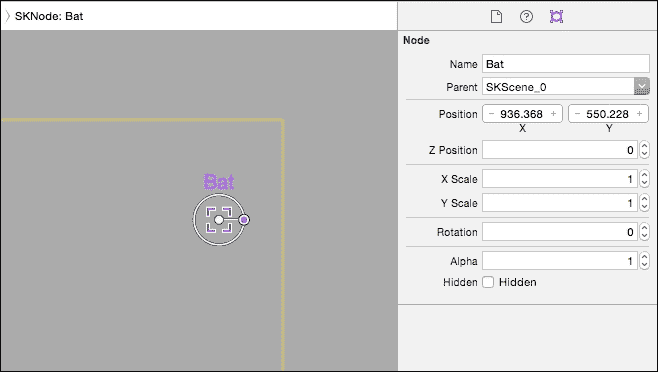 SKNode: Bat
Node
Name Bat
Parent SKScene_0
Position − 936.368 + − 550.228 +
X Y
Z Position 0
X Scale 1
Y Scale 1
Rotation 0
Alpha 1
Hidden Hidden
Bat